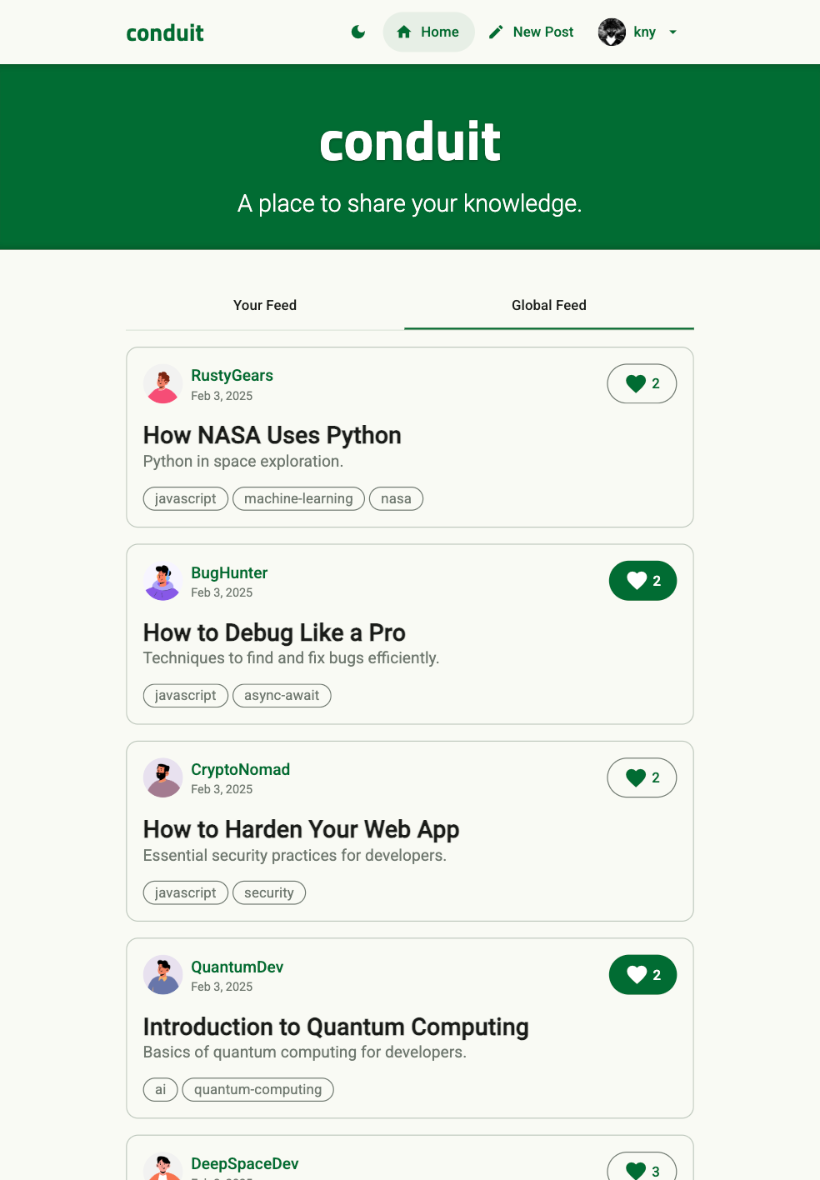 conduit
Home
New Post
kny
conduit
A place to share your knowledge.
Your Feed
Global Feed
RustyGears
Feb 3, 2025
2
How NASA Uses Python
Python in space exploration.
javascript machine-learning nasa
BugHunter
Feb 3, 2025
2
How to Debug Like a Pro
Techniques to find and fix bugs efficiently.
javascript async-await
CryptoNomad
Feb 3, 2025
2
How to Harden Your Web App
Essential security practices for developers.
javascript security
QuantumDev
Feb 3, 2025
2
Introduction to Quantum Computing
Basics of quantum computing for developers.
ai quantum-computing
DeepSpaceDev
3